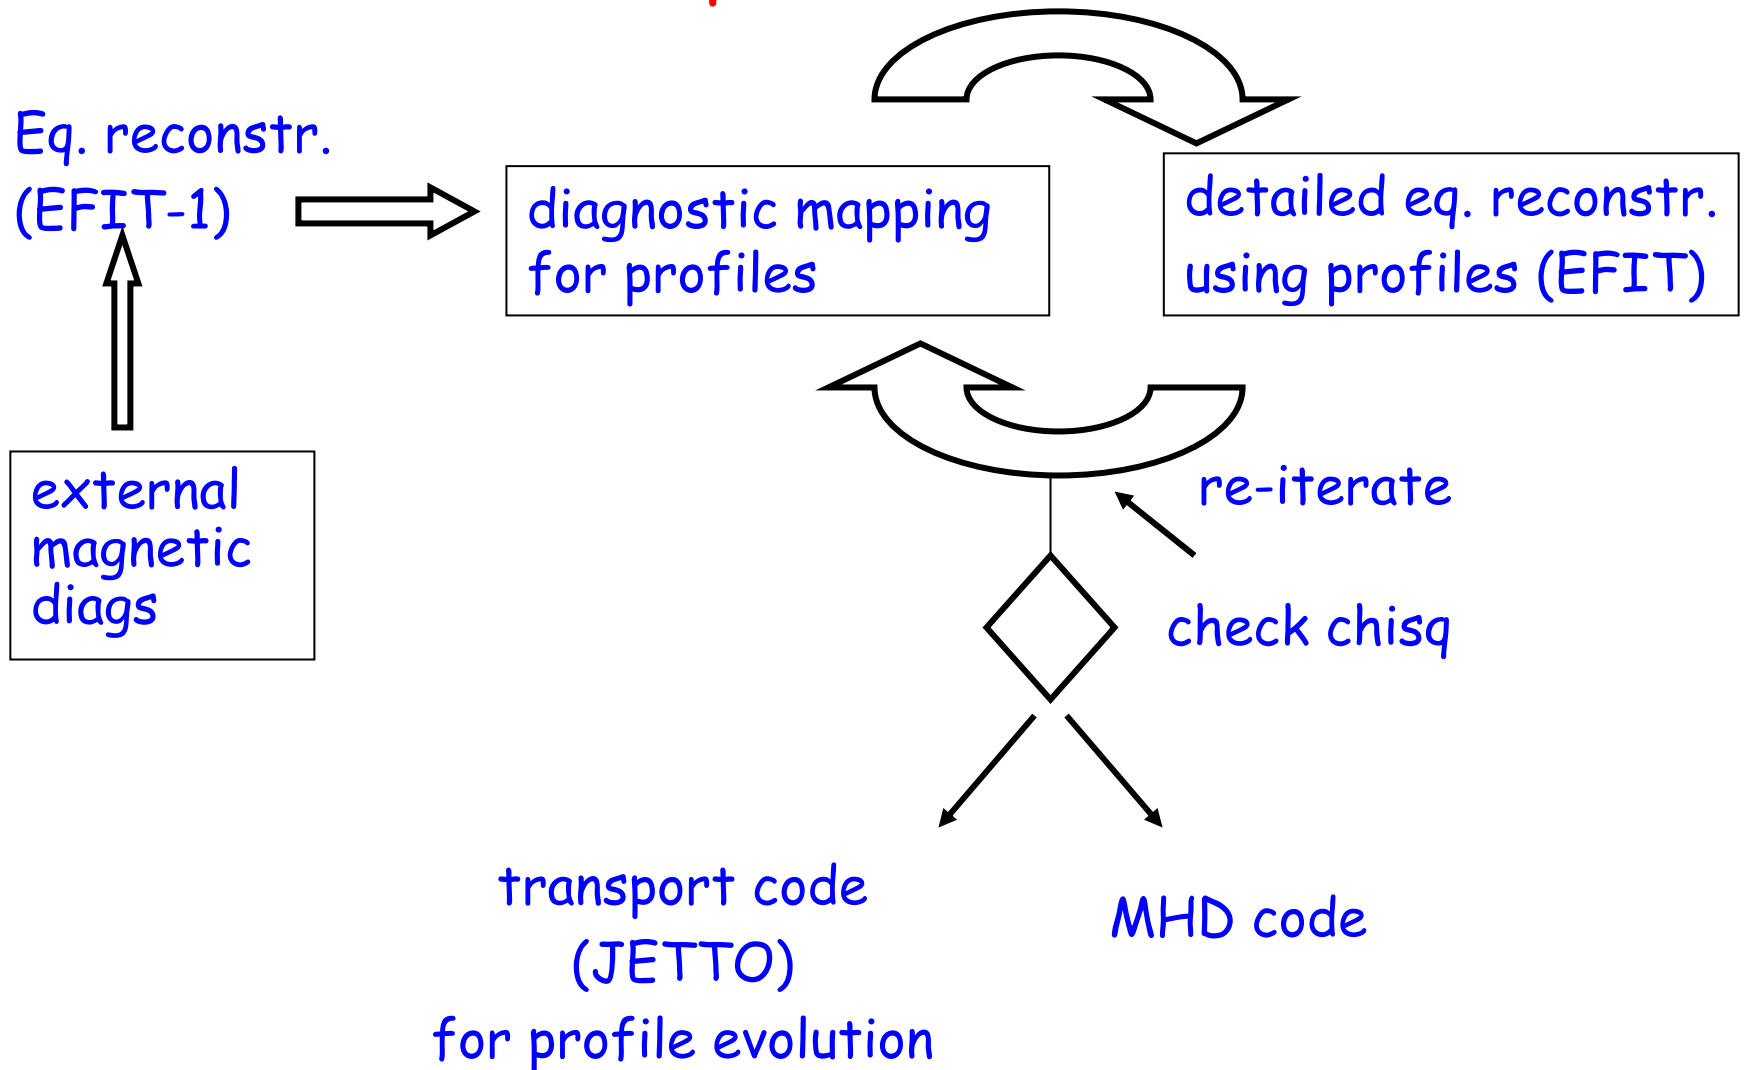 Eq. reconstr.
(EFIT-1)
diagnostic mapping
for profiles
detailed eq. reconstr.
using profiles (EFIT)
external
magnetic
diags
re-iterate
check chisq
transport code
(JETTO)
for profile evolution
MHD code